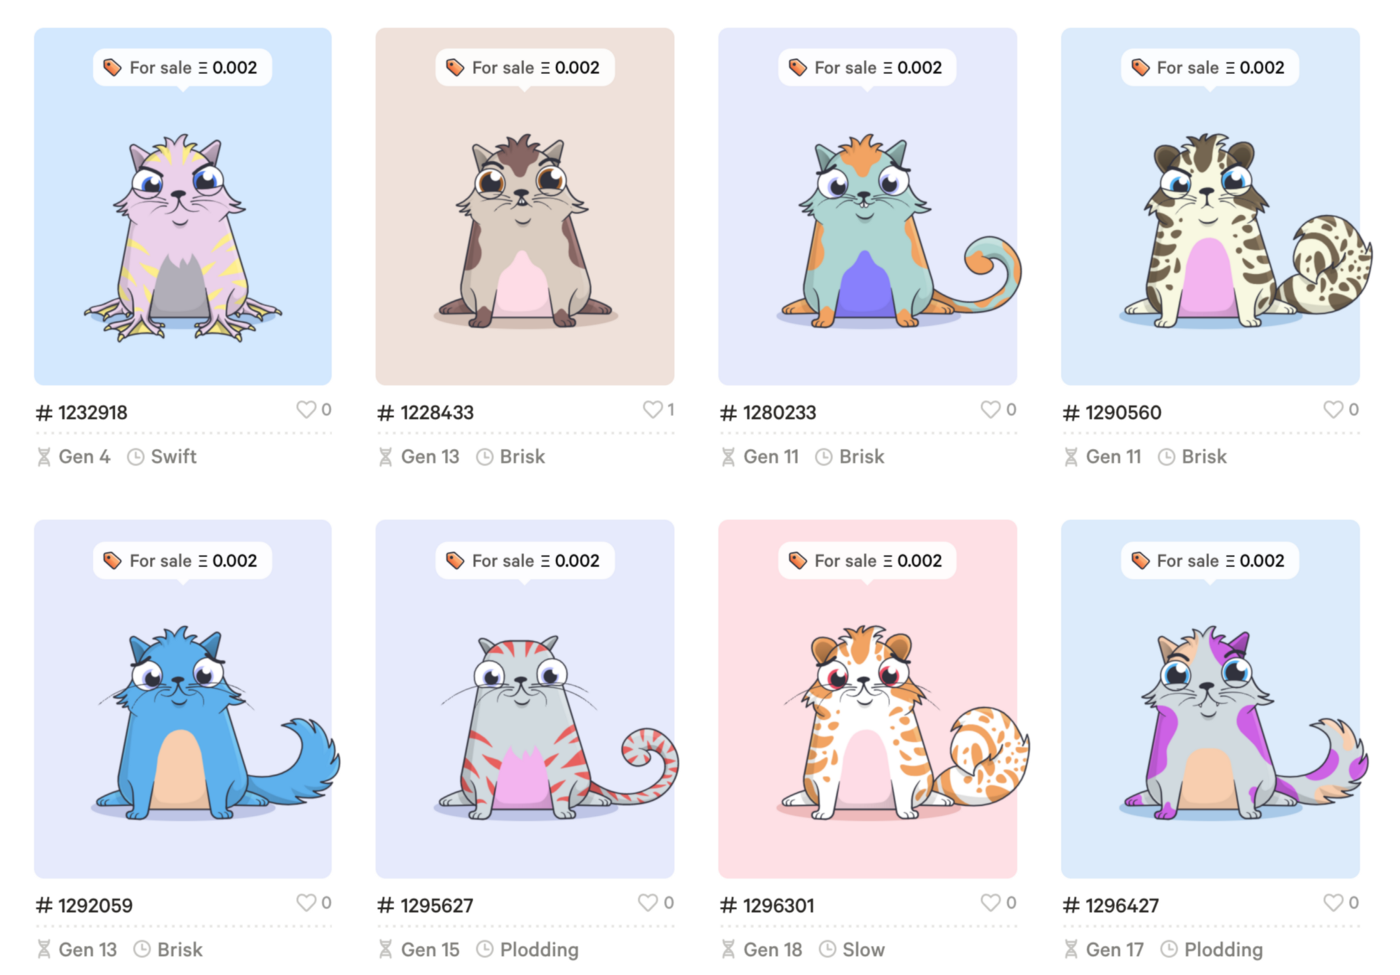 For sale Ξ 0.002
For sale Ξ 0.002
For sale Ξ 0.002
For sale Ξ 0.002
# 1232918 0
# 1228433 1
# 1280233 0
# 1290560 0
Gen 4 Swift
Gen 13 Brisk
Gen 11 Brisk
Gen 11 Brisk
For sale Ξ 0.002
For sale Ξ 0.002
For sale Ξ 0.002
For sale Ξ 0.002
# 1292059 0
# 1295627 0
# 1296301 0
# 1296427 0
Gen 13 Brisk
Gen 15 Plodding
Gen 18 Slow
Gen 17 Plodding